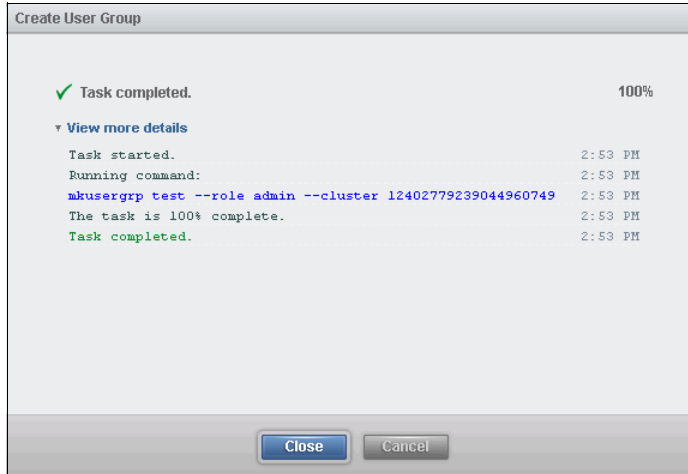 Create User Group
Task completed. 100%
View more details
Task started. 2:53 PM
Running command: 2:53 PM
mkusergrp test --role admin --cluster 12402779239044960749 2:53 PM
The task is 100% complete. 2:53 PM
Task completed. 2:53 PM
Close Cancel